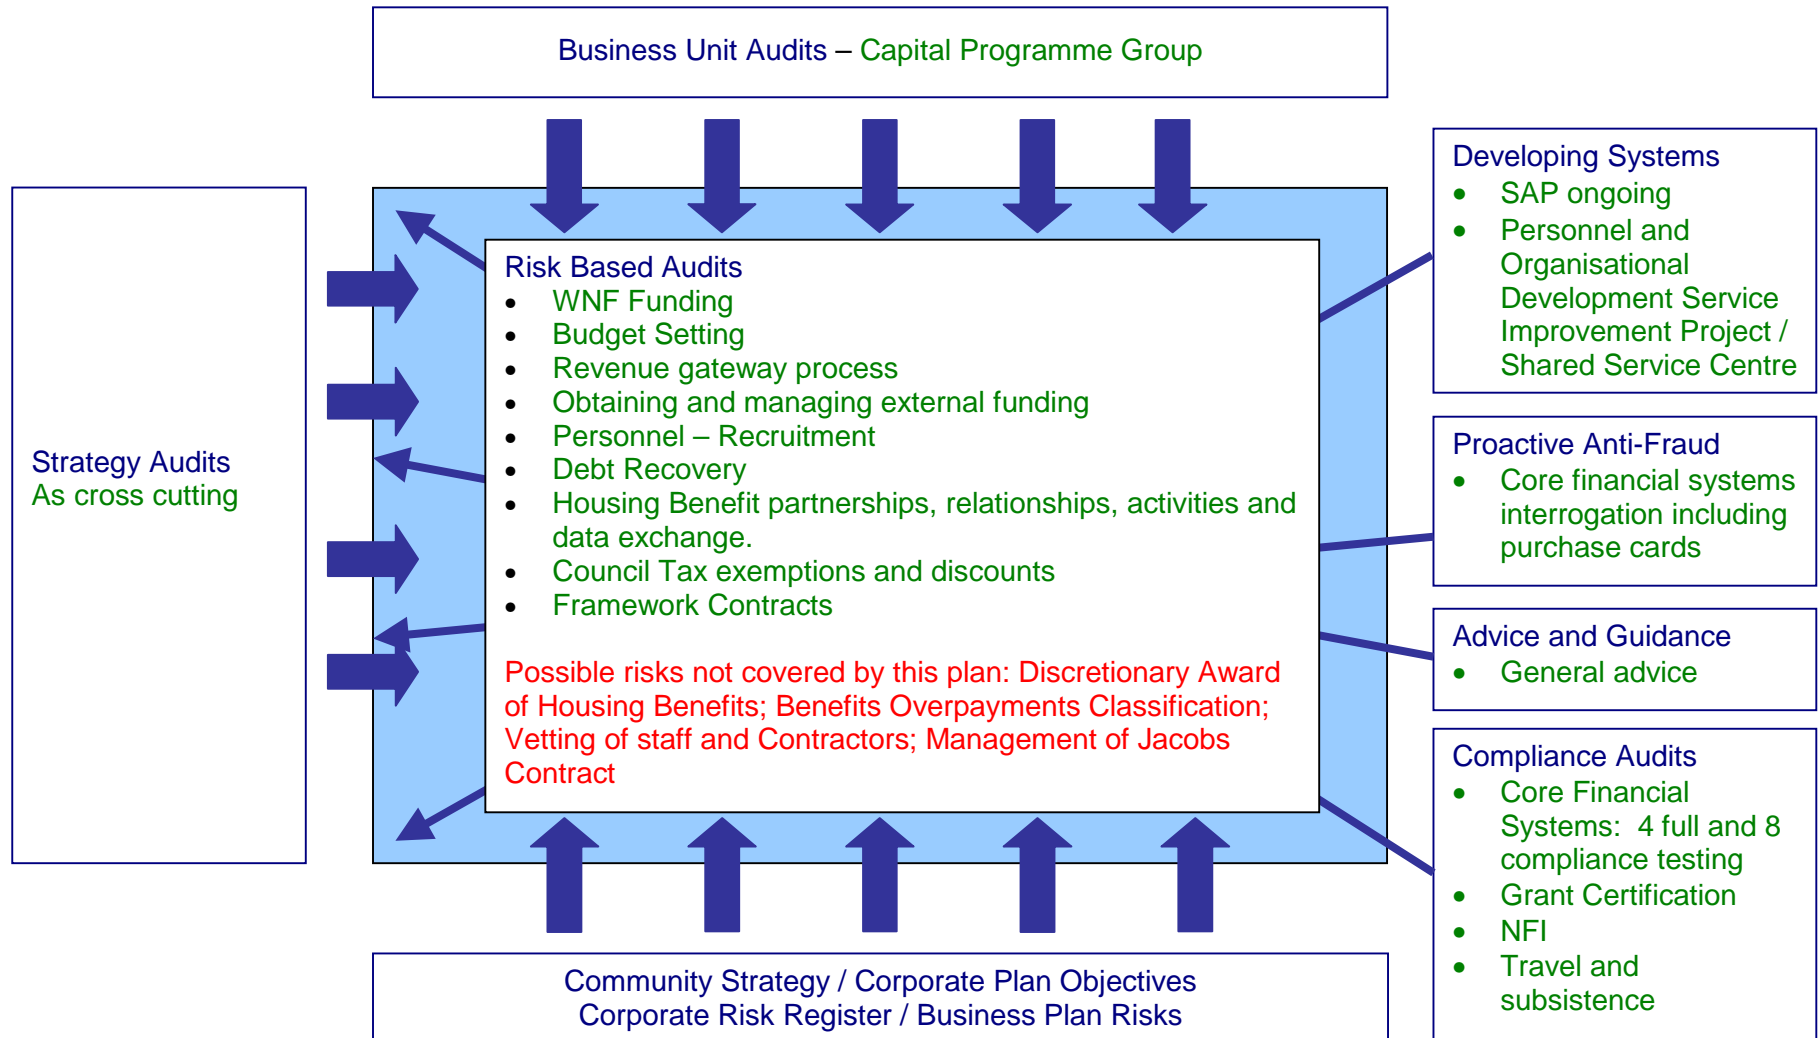 Business Unit Audits – Capital Programme Group
Strategy Audits
As cross cutting
Risk Based Audits
• WNF Funding
• Budget Setting
• Revenue gateway process
• Obtaining and managing external funding
• Personnel – Recruitment
• Debt Recovery
• Housing Benefit partnerships, relationships, activities and
data exchange.
• Council Tax exemptions and discounts
• Framework Contracts
Possible risks not covered by this plan: Discretionary Award
of Housing Benefits; Benefits Overpayments Classification;
Vetting of staff and Contractors; Management of Jacobs
Contract
Developing Systems
• SAP ongoing
• Personnel and
Organisational
Development Service
Improvement Project /
Shared Service Centre
Proactive Anti-Fraud
• Core financial systems
interrogation including
purchase cards
Advice and Guidance
• General advice
Compliance Audits
• Core Financial
Systems: 4 full and 8
compliance testing
• Grant Certification
• NFI
• Travel and
subsistence
Community Strategy / Corporate Plan Objectives
Corporate Risk Register / Business Plan Risks